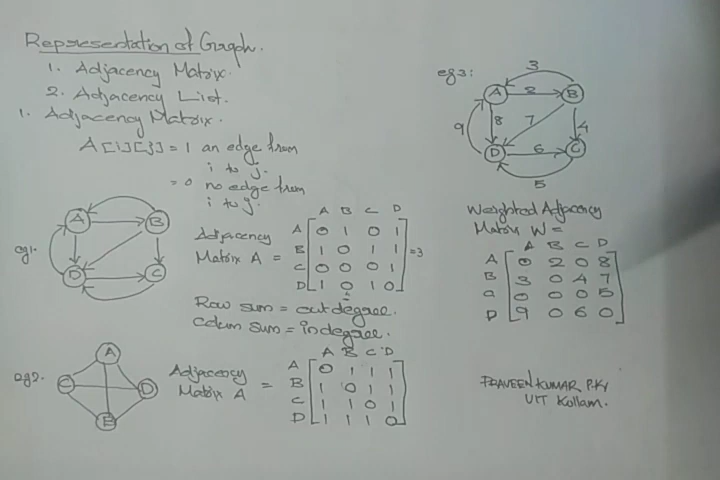 Representation of Graph.
1. Adjacency Matrix.
2. Adjacency List.
1. Adjacency Matrix.
A[i][j] = 1 an edge from
i to j.
= 0 no edge from
i to j.
eg1.
A B
D C
Adjacency
Matrix A =
A B C D
A 0 1 0 1
B 1 0 1 1 = 3
C 0 0 0 1
D 1 0 1 0
1
Row sum = outdegree.
Colum sum = indegree.
eg2.
A
C D
B
Adjacency
Matrix A =
A B C D
A 0 1 1 1
B 1 0 1 1
C 1 1 0 1
D 1 1 1 0
eg3:
3
A 2 B
9 8 7 4
D 6 C
5
Weighted Adjacency
Matrix W =
A B C D
A 0 2 0 8
B 3 0 4 7
C 0 0 0 5
D 9 0 6 0
PRAVEEN KUMAR P.K,
UIT Kollam.